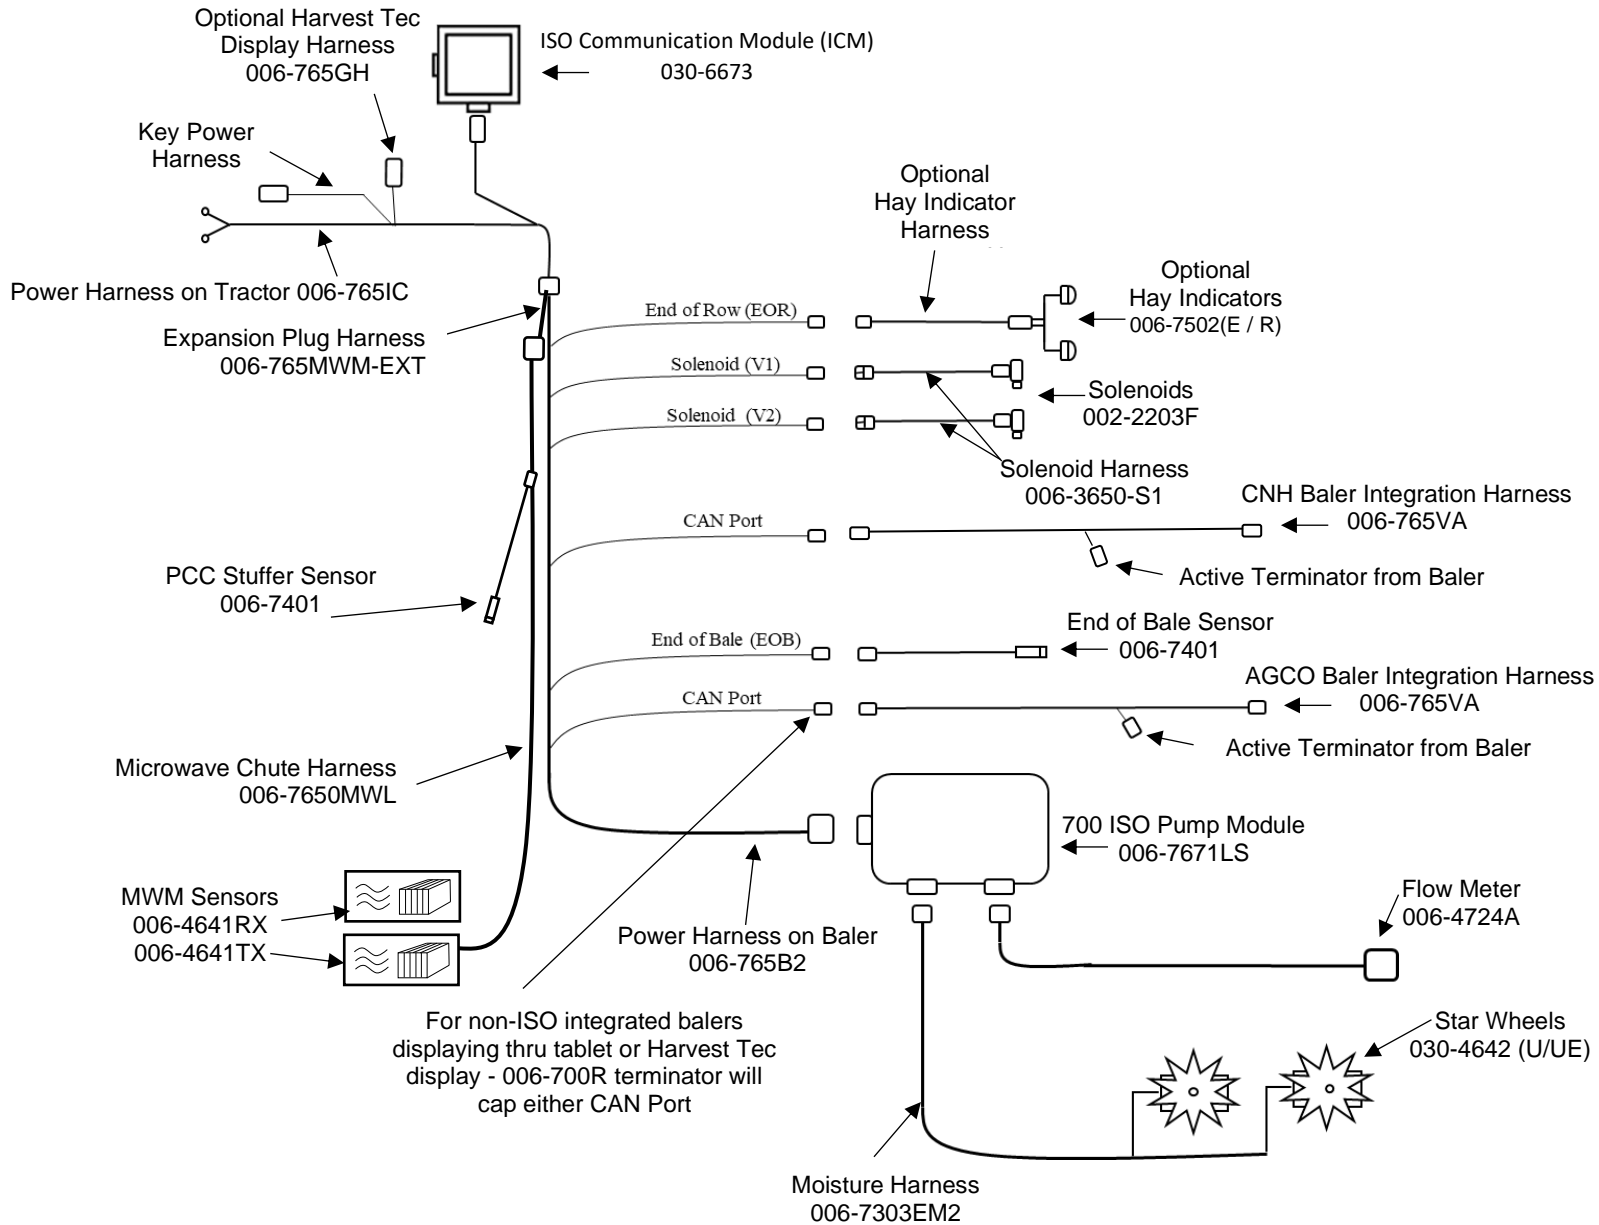 Optional Harvest Tec
Display Harness
006-765GH
ISO Communication Module (ICM)
030-6673
Key Power
Harness
Optional
Hay Indicator
Harness
Power Harness on Tractor 006-765IC
Optional
Hay Indicators
006-7502(E / R)
Expansion Plug Harness
006-765MWM-EXT
End of Row (EOR)
Solenoid (V1)
Solenoid (V2)
Solenoids
002-2203F
Solenoid Harness
006-3650-S1
CNH Baler Integration Harness
006-765VA
CAN Port
Active Terminator from Baler
PCC Stuffer Sensor
006-7401
End of Bale (EOB)
End of Bale Sensor
006-7401
AGCO Baler Integration Harness
006-765VA
CAN Port
Active Terminator from Baler
Microwave Chute Harness
006-7650MWL
700 ISO Pump Module
006-7671LS
MWM Sensors
006-4641RX
006-4641TX
Flow Meter
006-4724A
Power Harness on Baler
006-765B2
For non-ISO integrated balers
displaying thru tablet or Harvest Tec
display - 006-700R terminator will
cap either CAN Port
Star Wheels
030-4642 (U/UE)
Moisture Harness
006-7303EM2